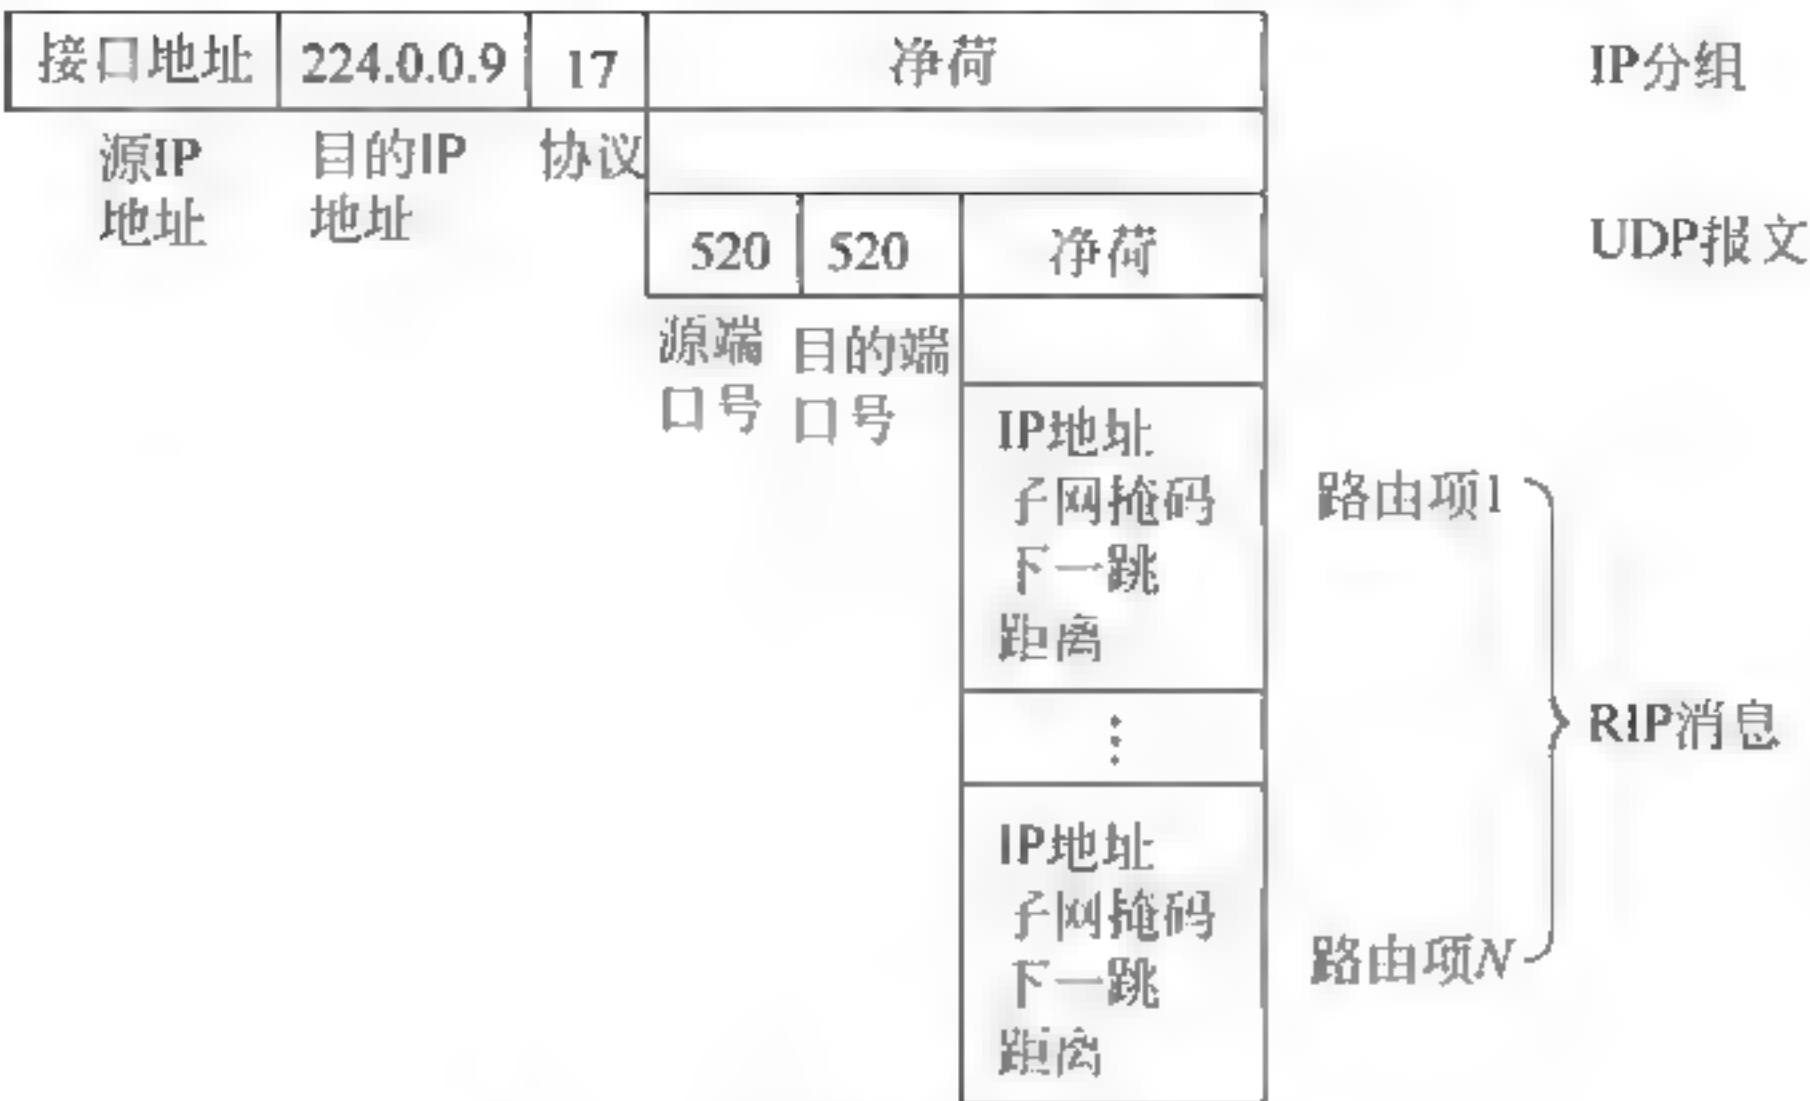 接口地址 224.0.0.9 17 净荷 IP分组
源IP 目的IP 协议
地址 地址
520 520 净荷 UDP报文
源端 目的端
口号 口号
IP地址
子网掩码 路由项1
下一跳
距离
⋮ RIP消息
IP地址
子网掩码
下一跳 路由项N
距离